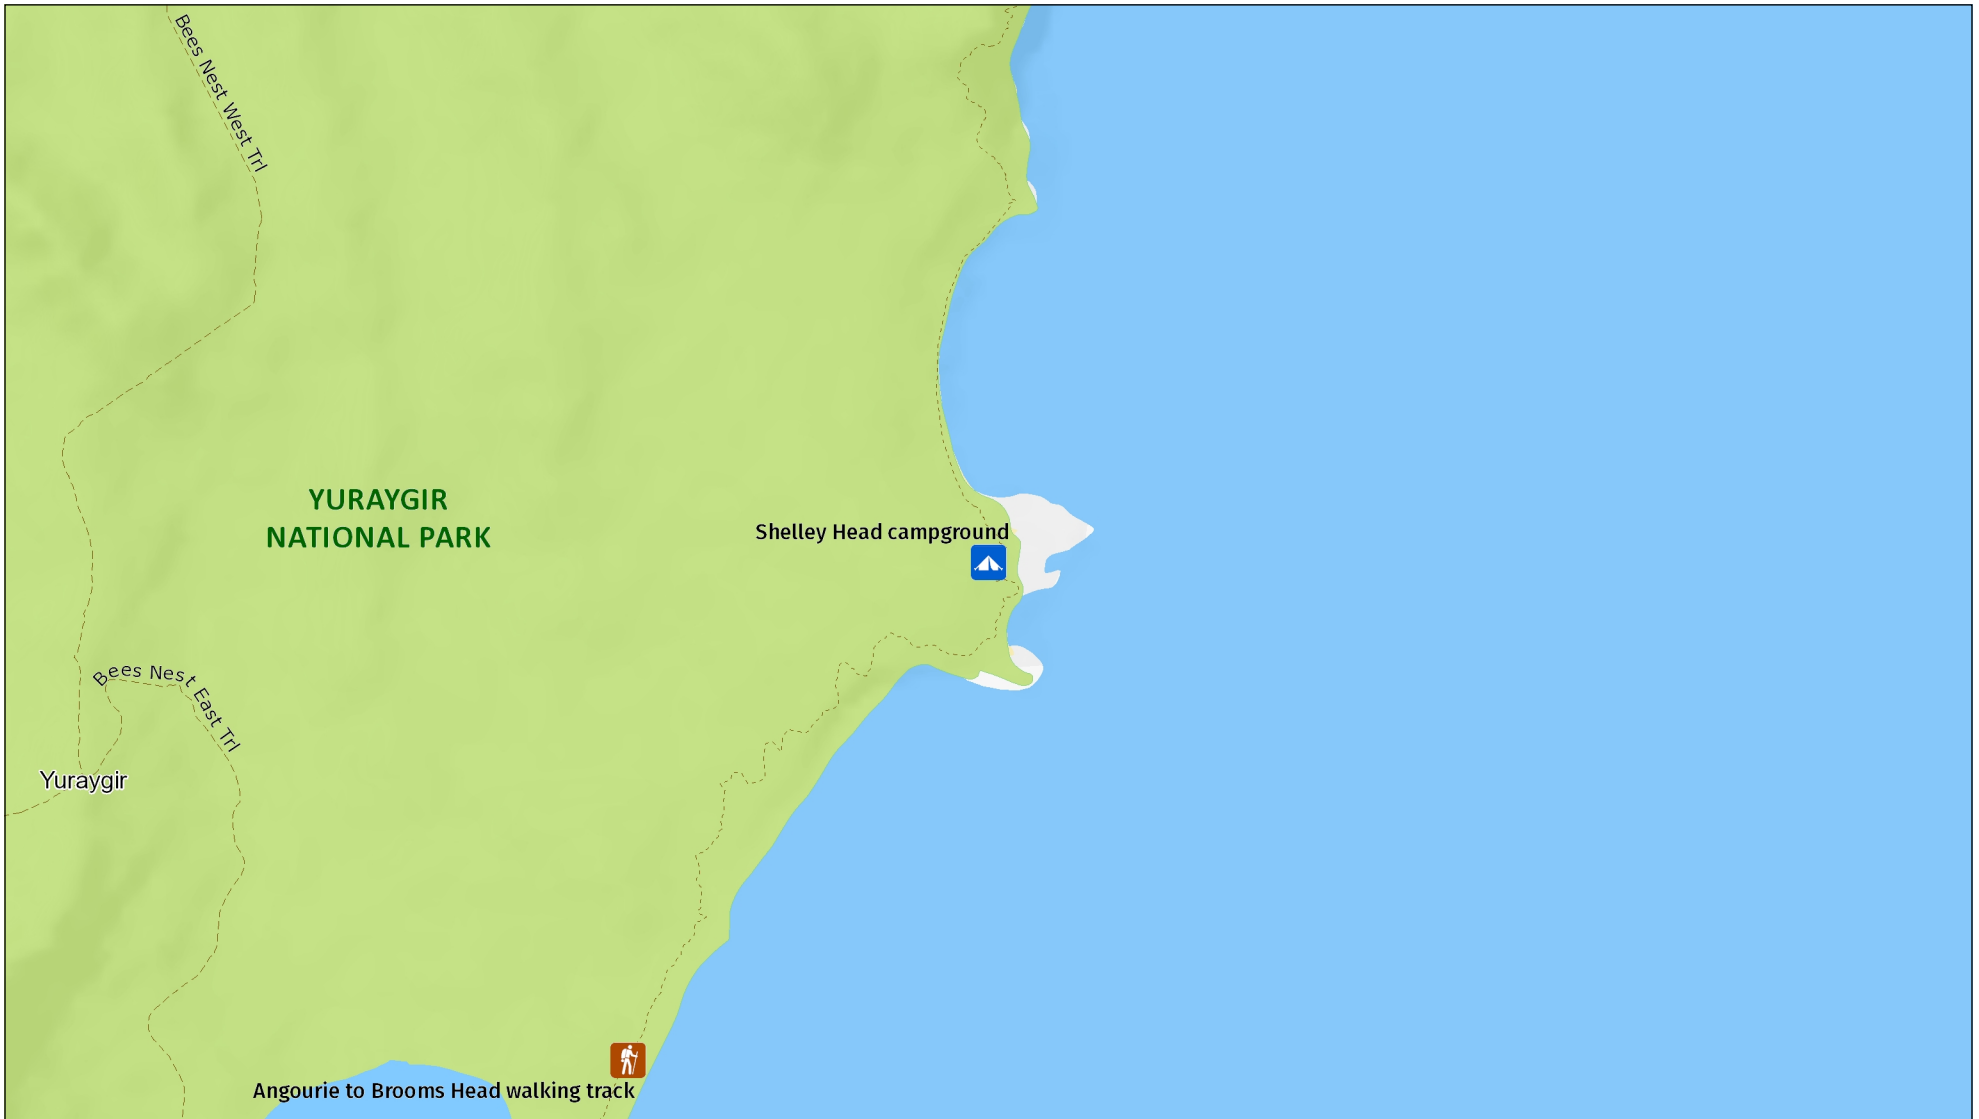 Bees Nest West Trl
YURAYGIR
NATIONAL PARK
Shelley Head campground
Bees Nest East Trl
Yuraygir
Angourie to Brooms Head walking track